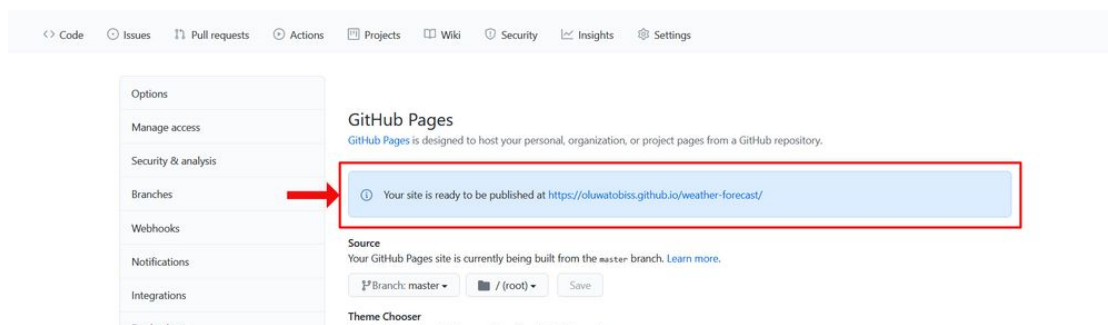 Code Issues Pull requests Actions Projects Wiki Security Insights Settings
Options
Manage access
Security & analysis
Branches
Webhooks
Notifications
Integrations
GitHub Pages
GitHub Pages is designed to host your personal, organization, or project pages from a GitHub repository.
Your site is ready to be published at https://oluwatobiss.github.io/weather-forecast/
Source
Your GitHub Pages site is currently being built from the master branch. Learn more.
Branch: master / (root) Save
Theme Chooser